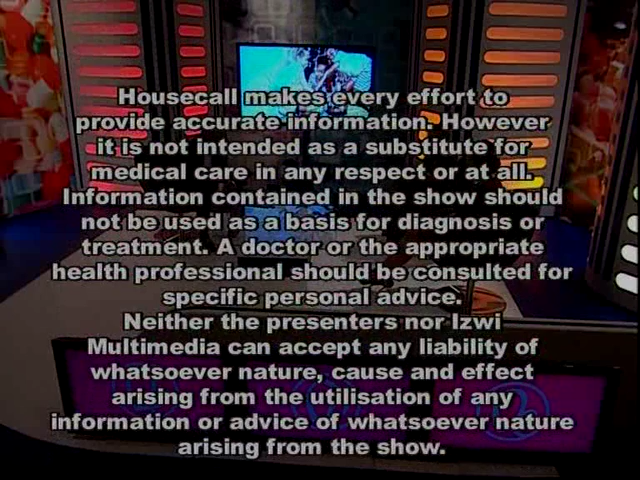 Housecall makes every effort to
provide accurate information. However
it is not intended as a substitute for
medical care in any respect or at all.
Information contained in the show should
not be used as a basis for diagnosis or
treatment. A doctor or the appropriate
health professional should be consulted for
specific personal advice.
Neither the presenters nor Izwi
Multimedia can accept any liability of
whatsoever nature, cause and effect
arising from the utilisation of any
information or advice of whatsoever nature
arising from the show.